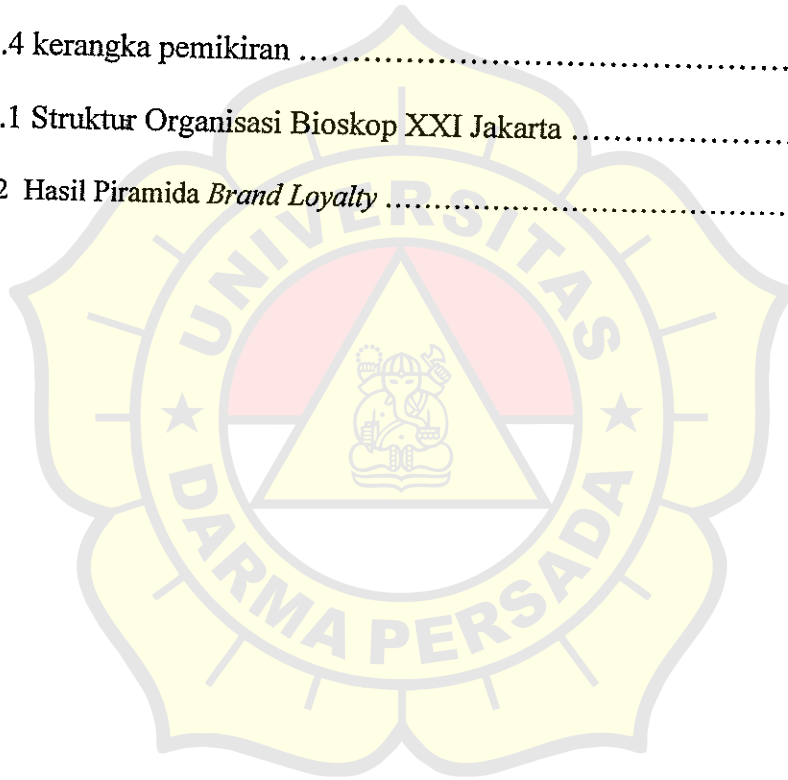 .4 kerangka pemikiran ........................................................
.1 Struktur Organisasi Bioskop XXI Jakarta ......................
2 Hasil Piramida Brand Loyalty .............................................
UNIVERSITAS
DARMA PERSADA